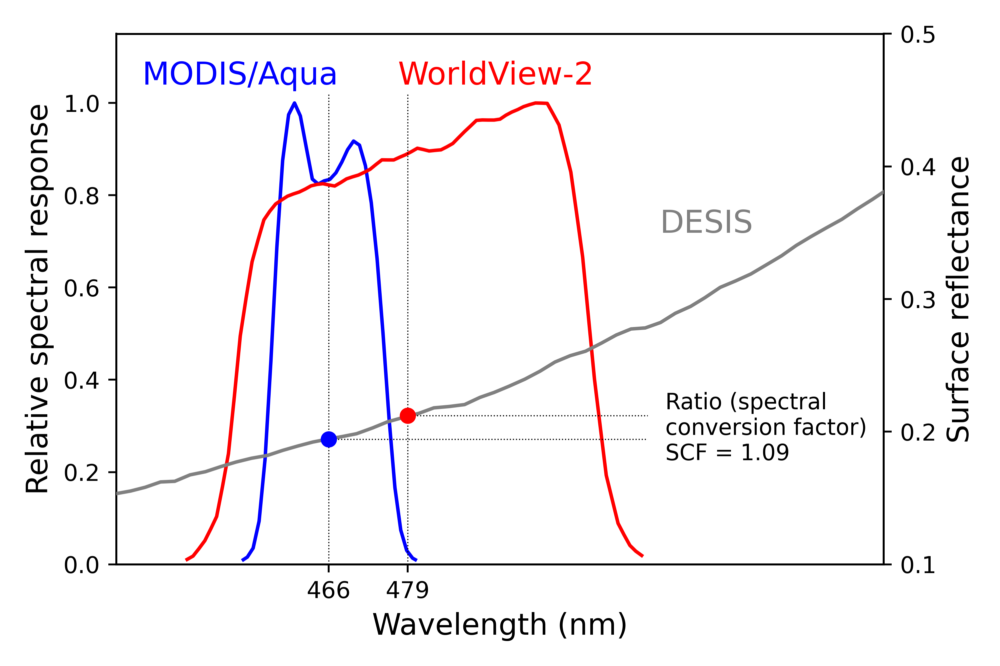 MODIS/Aqua
WorldView-2
DESIS
Ratio (spectral
conversion factor)
SCF = 1.09
Relative spectral response
1.0
0.8
0.6
0.4
0.2
0.0
Surface reflectance
0.5
0.4
0.3
0.2
0.1
466
479
Wavelength (nm)